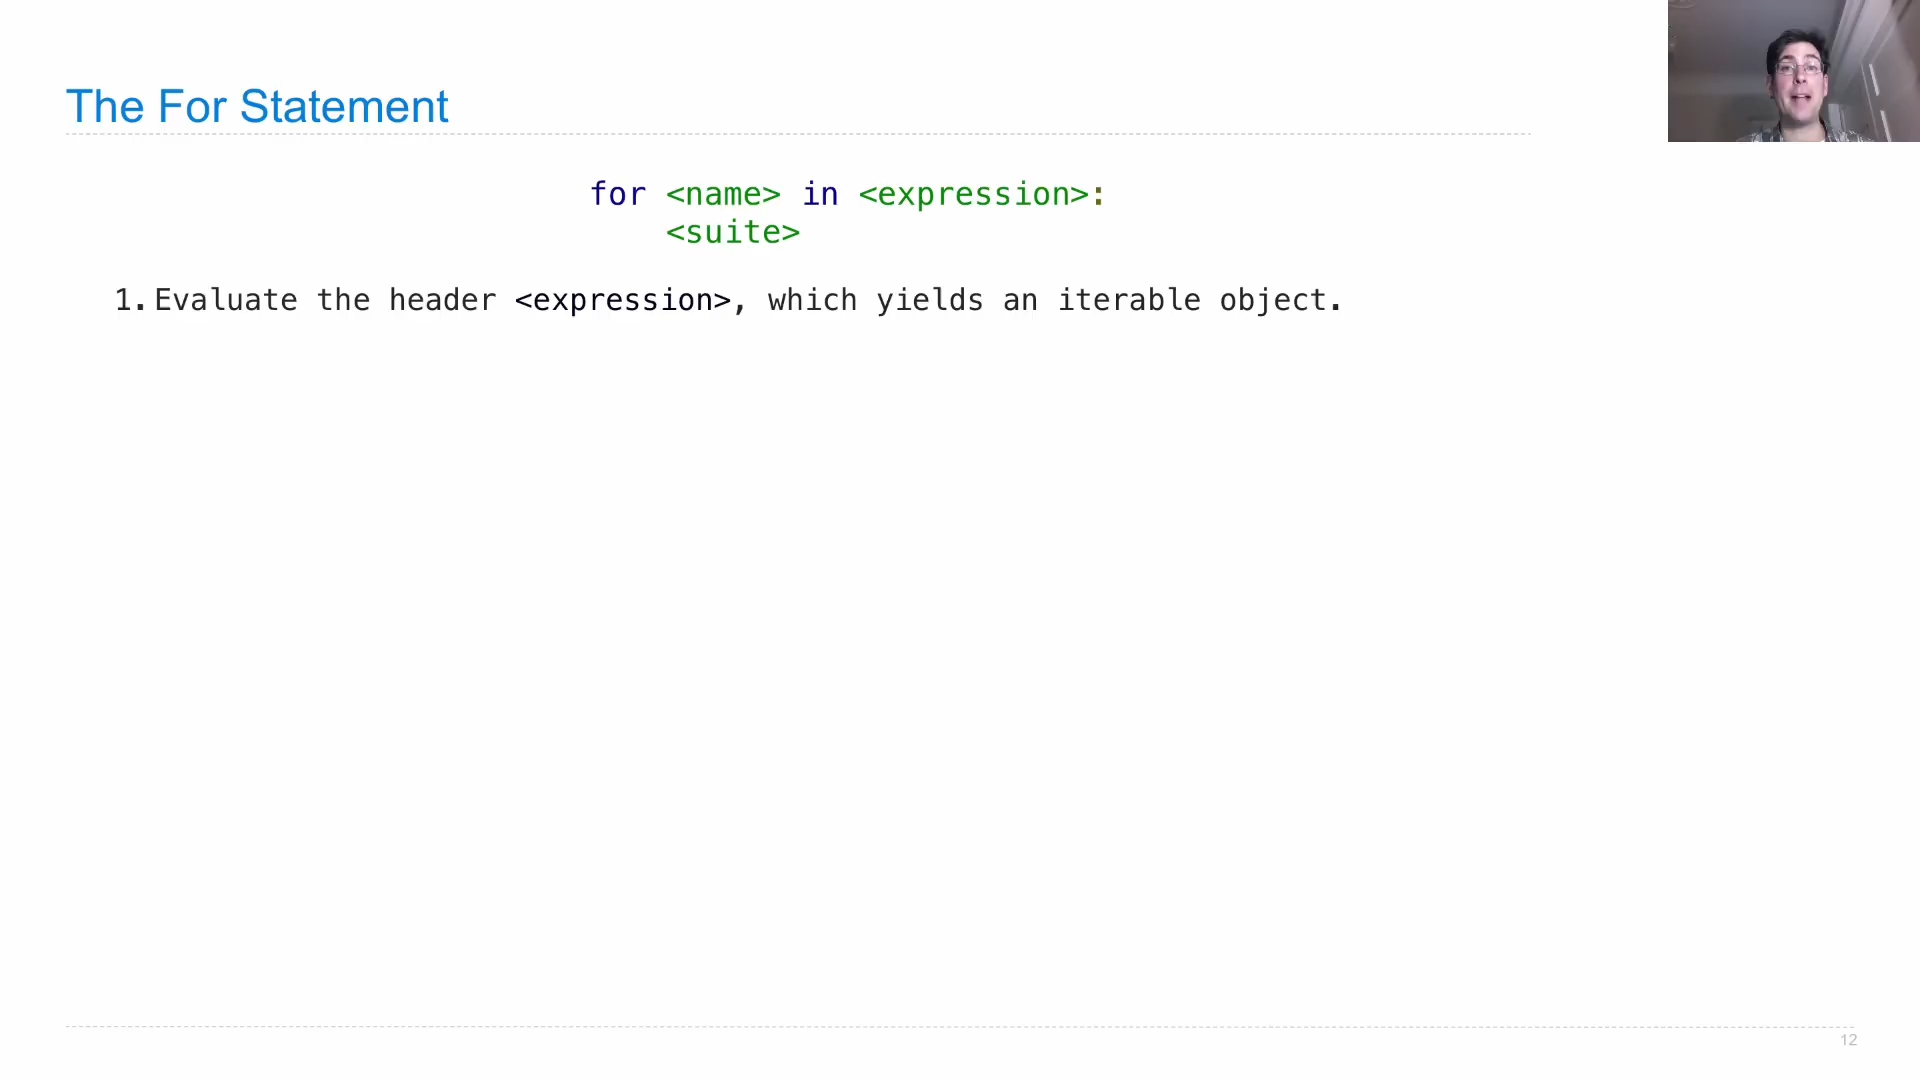 The For Statement
for <name> in <expression>:
<suite>
1. Evaluate the header <expression>, which yields an iterable object.
12